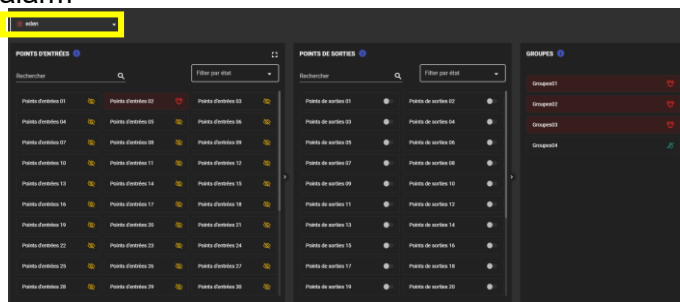 alarm
eden
POINTS D'ENTRÉES
Rechercher
Filtrer par état
Points d'entrées 01 Points d'entrées 02 Points d'entrées 03
Points d'entrées 04 Points d'entrées 05 Points d'entrées 06
Points d'entrées 07 Points d'entrées 08 Points d'entrées 09
Points d'entrées 10 Points d'entrées 11 Points d'entrées 12
Points d'entrées 13 Points d'entrées 14 Points d'entrées 15
Points d'entrées 16 Points d'entrées 17 Points d'entrées 18
Points d'entrées 19 Points d'entrées 20 Points d'entrées 21
Points d'entrées 22 Points d'entrées 23 Points d'entrées 24
Points d'entrées 25 Points d'entrées 26 Points d'entrées 27
Points d'entrées 28 Points d'entrées 29 Points d'entrées 30
POINTS DE SORTIES
Rechercher
Filtrer par état
Points de sorties 01 Points de sorties 02
Points de sorties 03 Points de sorties 04
Points de sorties 05 Points de sorties 06
Points de sorties 07 Points de sorties 08
Points de sorties 09 Points de sorties 10
Points de sorties 11 Points de sorties 12
Points de sorties 13 Points de sorties 14
Points de sorties 15 Points de sorties 16
Points de sorties 17 Points de sorties 18
Points de sorties 19 Points de sorties 20
GROUPES
Groupes01
Groupes02
Groupes03
Groupes04